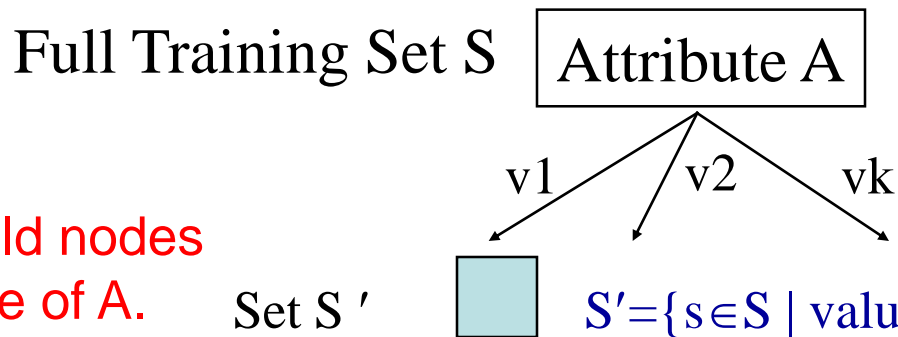 Full Training Set S
Attribute A
v1 v2 vk
ld nodes
e of A.
Set S ′
S′={s∈S | valu